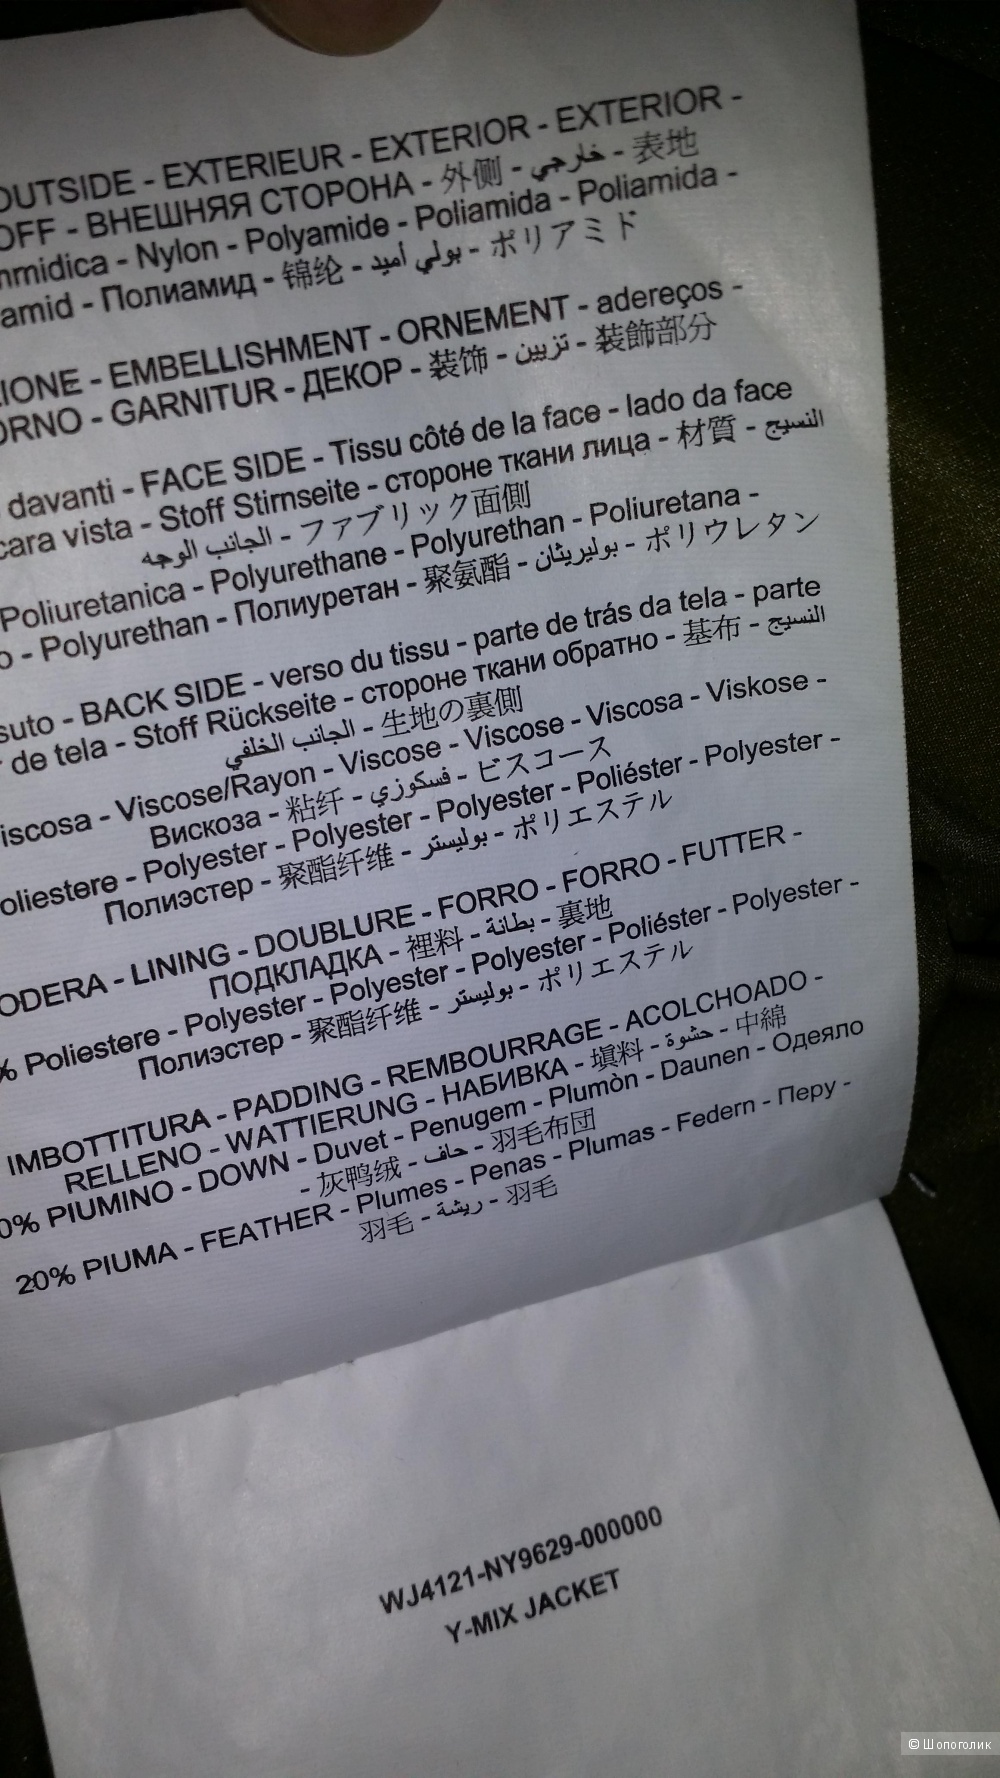 OUTSIDE - EXTERIEUR - EXTERIOR - EXTERIOR -
OFF - ВНЕШНЯЯ СТОРОНА - 外侧 - خارجي - 表地
mmidica - Nylon - Polyamide - Poliamida - Poliamida -
amid - Полиамид - 锦纶 - بولي أميد - ポリアミド
IONE - EMBELLISHMENT - ORNEMENT - adereços -
ORNO - GARNITUR - ДЕКОР - 装饰 - تزيين - 装飾部分
davanti - FACE SIDE - Tissu côté de la face - lado da face
cara vista - Stoff Stirnseite - стороне ткани лица - 材質 - النسيج
الجانب الوجه - ファブリック面側
Poliuretanica - Polyurethane - Polyurethan - Poliuretana -
o - Polyurethan - Полиуретан - 聚氨酯 - بوليريثان - ポリウレタン
suto - BACK SIDE - verso du tissu - parte de trás da tela - parte
r de tela - Stoff Rückseite - стороне ткани обратно - 基布 - النسيج
الجانب الخلفي - 生地の裏側
iscosa - Viscose/Rayon - Viscose - Viscose - Viscosa - Viskose -
Вискоза - 粘纤 - فسكوزي - ビスコース
oliestere - Polyester - Polyester - Polyester - Poliéster - Polyester -
Полиэстер - 聚酯纤维 - بوليستر - ポリエステル
ODERA - LINING - DOUBLURE - FORRO - FORRO - FUTTER -
ПОДКЛАДКА - 裡料 - بطانة - 裏地
% Poliestere - Polyester - Polyester - Polyester - Poliéster - Polyester -
Полиэстер - 聚酯纤维 - بوليستر - ポリエステル
IMBOTTITURA - PADDING - REMBOURRAGE - ACOLCHOADO -
RELLENO - WATTIERUNG - НАБИВКА - 塡料 - حشوة - 中綿
0% PIUMINO - DOWN - Duvet - Penugem - Plumòn - Daunen - Одеяло
- 灰鸭绒 - حاف - 羽毛布団
20% PIUMA - FEATHER - Plumes - Penas - Plumas - Federn - Перу -
羽毛 - ريشة - 羽毛
WJ4121-NY9629-000000
Y-MIX JACKET
© Шопоголик